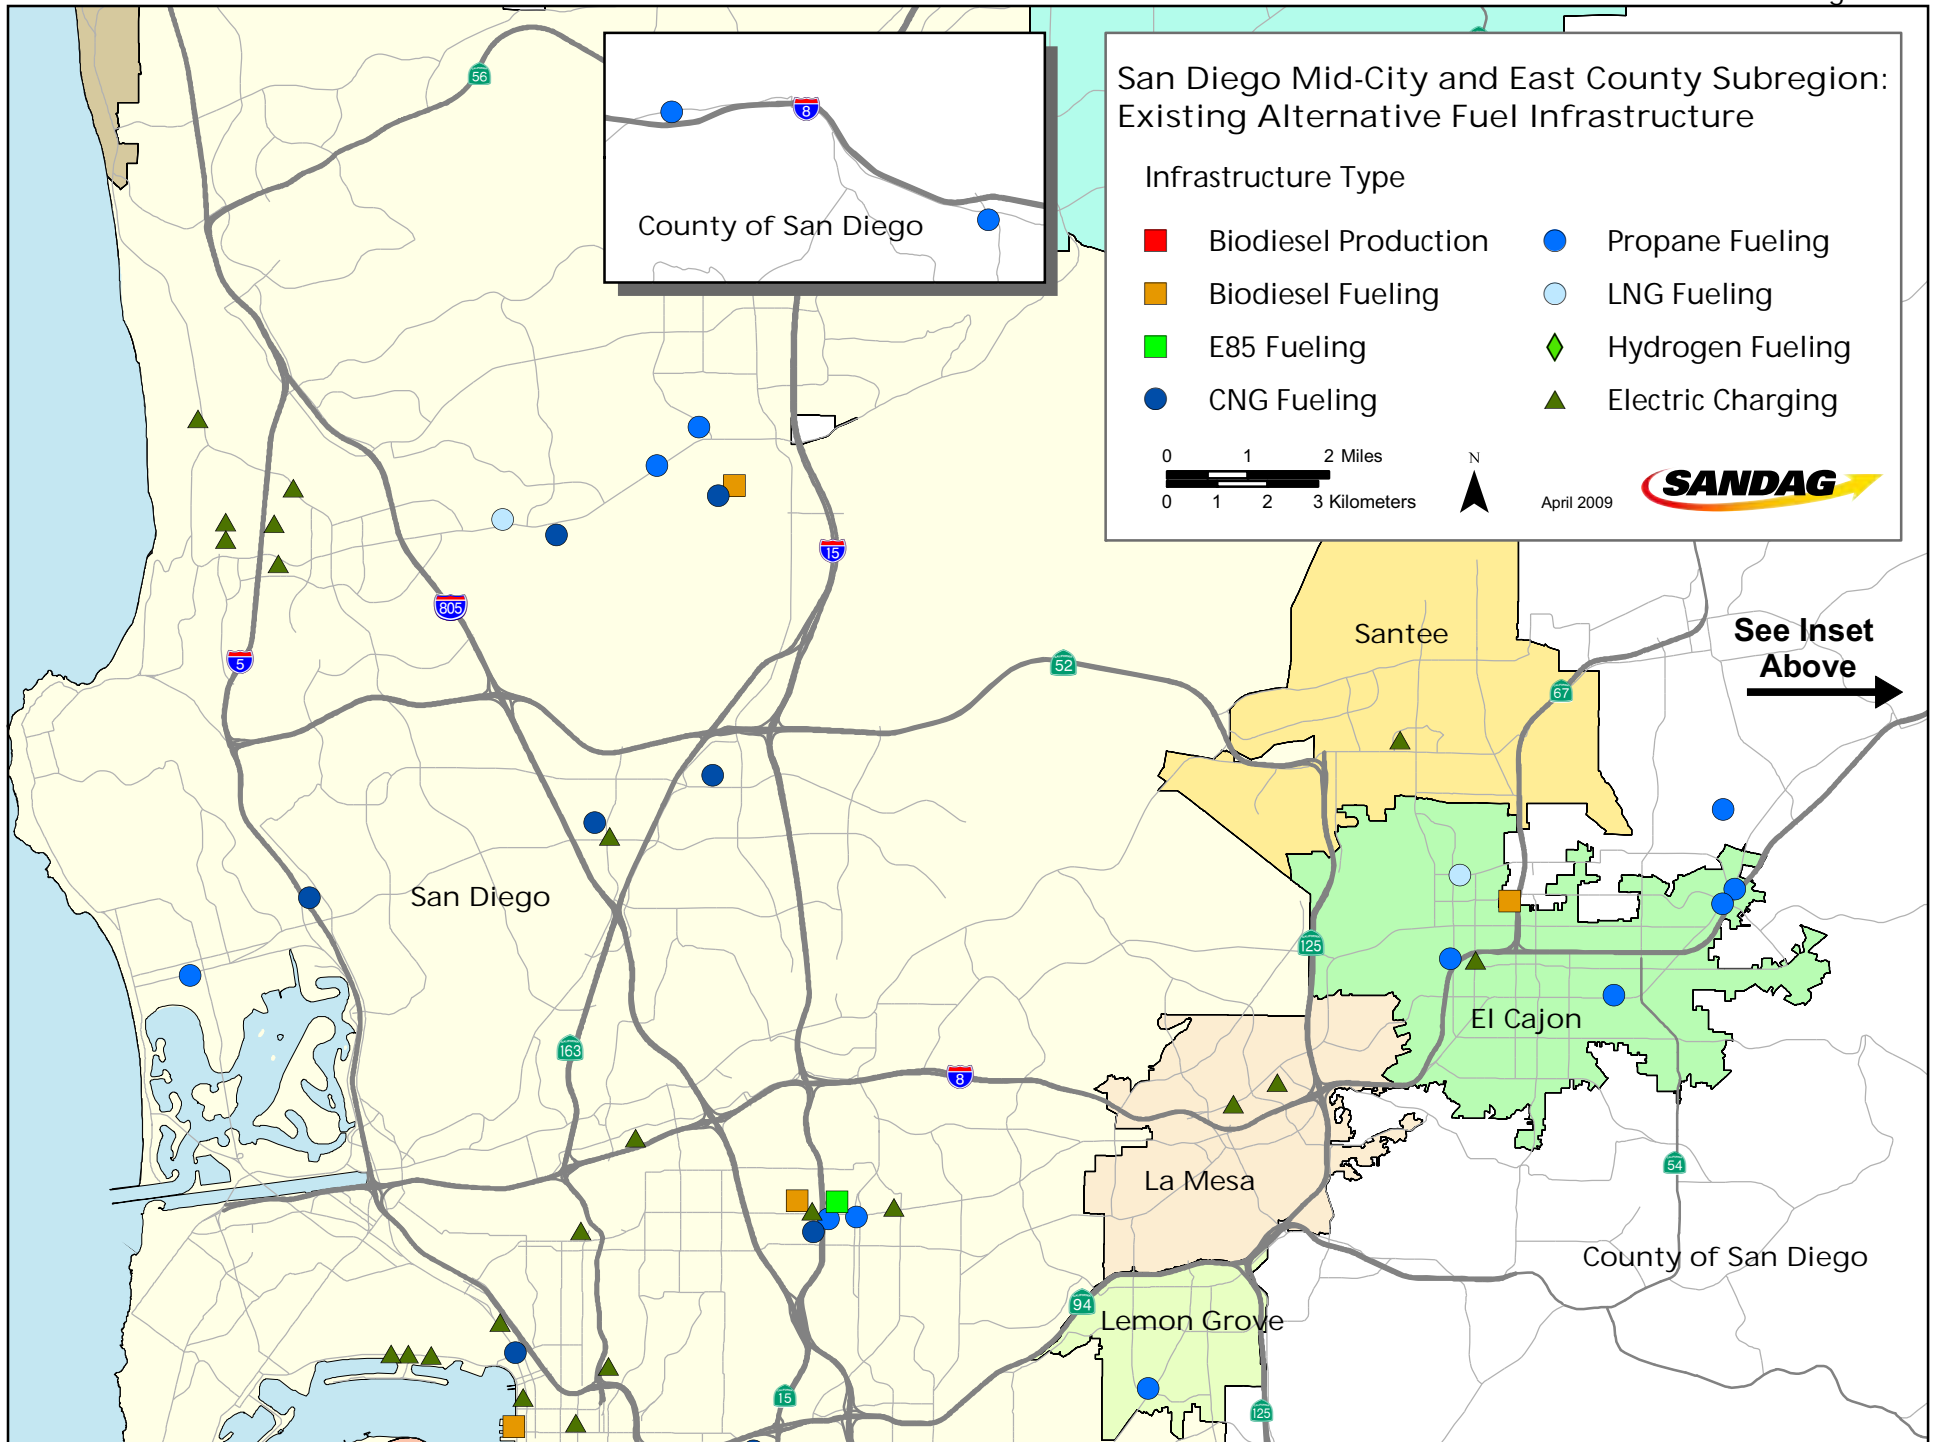 San Diego Mid-City and East County Subregion:
Existing Alternative Fuel Infrastructure
Infrastructure Type
Biodiesel Production
Propane Fueling
Biodiesel Fueling
LNG Fueling
E85 Fueling
Hydrogen Fueling
CNG Fueling
Electric Charging
0 1 2 Miles
0 1 2 3 Kilometers
N
April 2009
SANDAG
56
8
County of San Diego
15
805
5
52
Santee
67
See Inset
Above
San Diego
125
163
El Cajon
8
La Mesa
54
County of San Diego
94
Lemon Grove
15
125